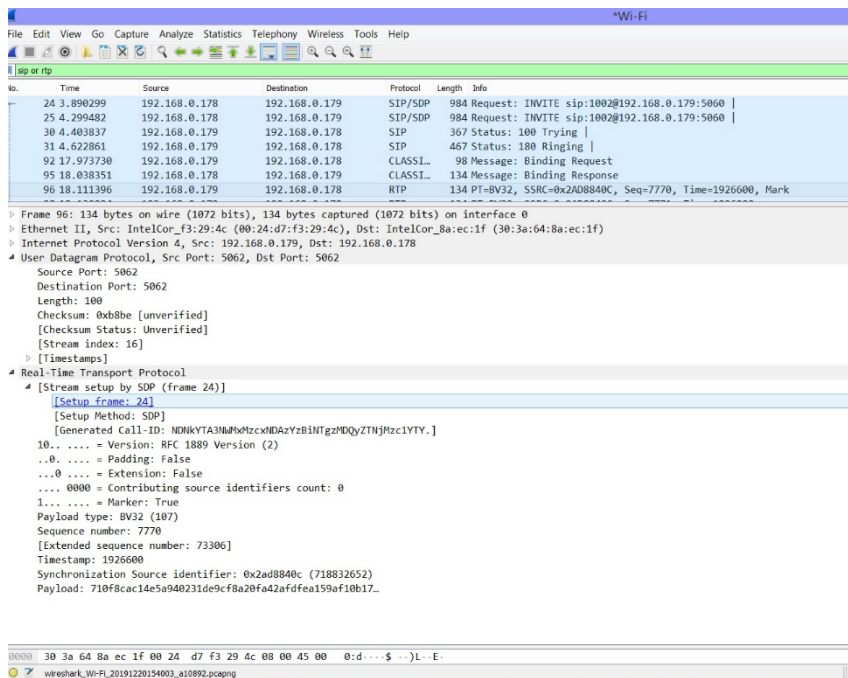 *Wi-Fi
File Edit View Go Capture Analyze Statistics Telephony Wireless Tools Help
sip or rtp
No. Time Source Destination Protocol Length Info
24 3.890299 192.168.0.178 192.168.0.179 SIP/SDP 984 Request: INVITE sip:1002@192.168.0.179:5060 |
25 4.299482 192.168.0.178 192.168.0.179 SIP/SDP 984 Request: INVITE sip:1002@192.168.0.179:5060 |
30 4.403837 192.168.0.179 192.168.0.178 SIP 367 Status: 100 Trying |
31 4.622861 192.168.0.179 192.168.0.178 SIP 467 Status: 180 Ringing |
92 17.973730 192.168.0.179 192.168.0.178 CLASSI... 98 Message: Binding Request
95 18.038351 192.168.0.178 192.168.0.179 CLASSI... 134 Message: Binding Response
96 18.111396 192.168.0.179 192.168.0.178 RTP 134 PT=BV32, SSRC=0x2AD8840C, Seq=7770, Time=1926600, Mark
Frame 96: 134 bytes on wire (1072 bits), 134 bytes captured (1072 bits) on interface 0
Ethernet II, Src: IntelCor_f3:29:4c (00:24:d7:f3:29:4c), Dst: IntelCor_8a:ec:1f (30:3a:64:8a:ec:1f)
Internet Protocol Version 4, Src: 192.168.0.179, Dst: 192.168.0.178
User Datagram Protocol, Src Port: 5062, Dst Port: 5062
Source Port: 5062
Destination Port: 5062
Length: 100
Checksum: 0xb8be [unverified]
[Checksum Status: Unverified]
[Stream index: 16]
[Timestamps]
Real-Time Transport Protocol
[Stream setup by SDP (frame 24)]
[Setup frame: 24]
[Setup Method: SDP]
[Generated Call-ID: NDNkYTA3NWMxMzcxNDAzYzBiNTgzMDQyZTNjMzc1YTY.]
10.. .... = Version: RFC 1889 Version (2)
..0. .... = Padding: False
...0 .... = Extension: False
.... 0000 = Contributing source identifiers count: 0
1... .... = Marker: True
Payload type: BV32 (107)
Sequence number: 7770
[Extended sequence number: 73306]
Timestamp: 1926600
Synchronization Source identifier: 0x2ad8840c (718832652)
Payload: 710f8cac14e5a940231de9cf8a20fa42afdfea159af10b17…
0000 30 3a 64 8a ec 1f 00 24 d7 f3 29 4c 08 00 45 00 0:d····$ ··)L··E·
wireshark_Wi-Fi_20191220154003_a10892.pcapng